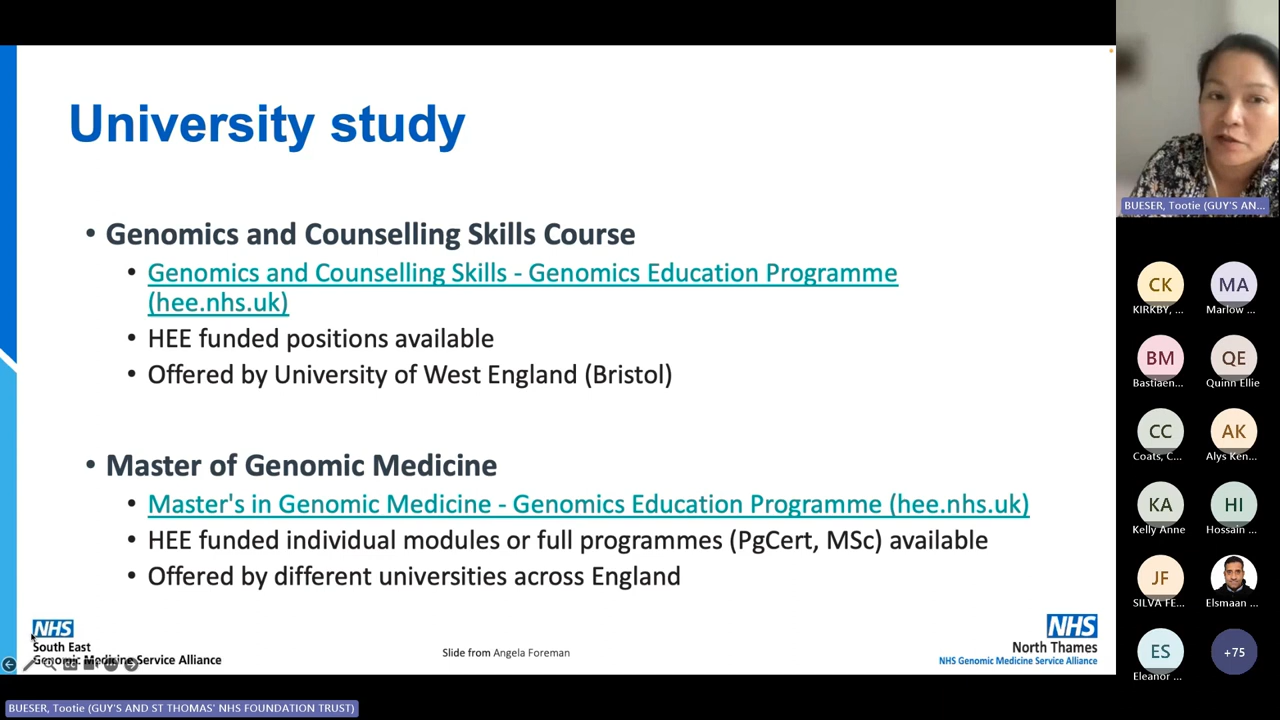 University study
• Genomics and Counselling Skills Course
• Genomics and Counselling Skills - Genomics Education Programme
(hee.nhs.uk)
• HEE funded positions available
• Offered by University of West England (Bristol)
• Master of Genomic Medicine
• Master's in Genomic Medicine - Genomics Education Programme (hee.nhs.uk)
• HEE funded individual modules or full programmes (PgCert, MSc) available
• Offered by different universities across England
NHS
South East
Genomic Medicine Service Alliance
Slide from Angela Foreman
NHS
North Thames
NHS Genomic Medicine Service Alliance
BUESER, Tootie (GUY'S AN...
CK
KIRKBY, ...
MA
Marlow ...
BM
Bastiaen...
QE
Quinn Ellie
CC
Coats, C...
AK
Alys Ken...
KA
Kelly Anne
HI
Hossain ...
JF
SILVA FE...
Elsmaan ...
ES
Eleanor ...
+75
BUESER, Tootie (GUY'S AND ST THOMAS' NHS FOUNDATION TRUST)